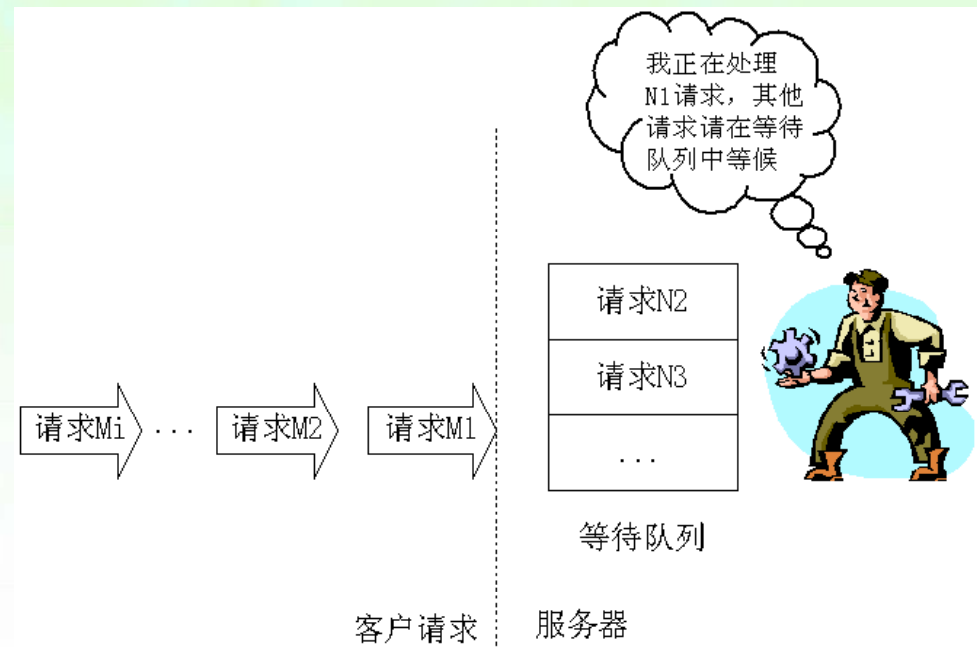 我正在处理
N1请求，其他
请求请在等待
队列中等候
请求N2
请求N3
...
请求Mi
...
请求M2
请求M1
等待队列
客户请求
服务器